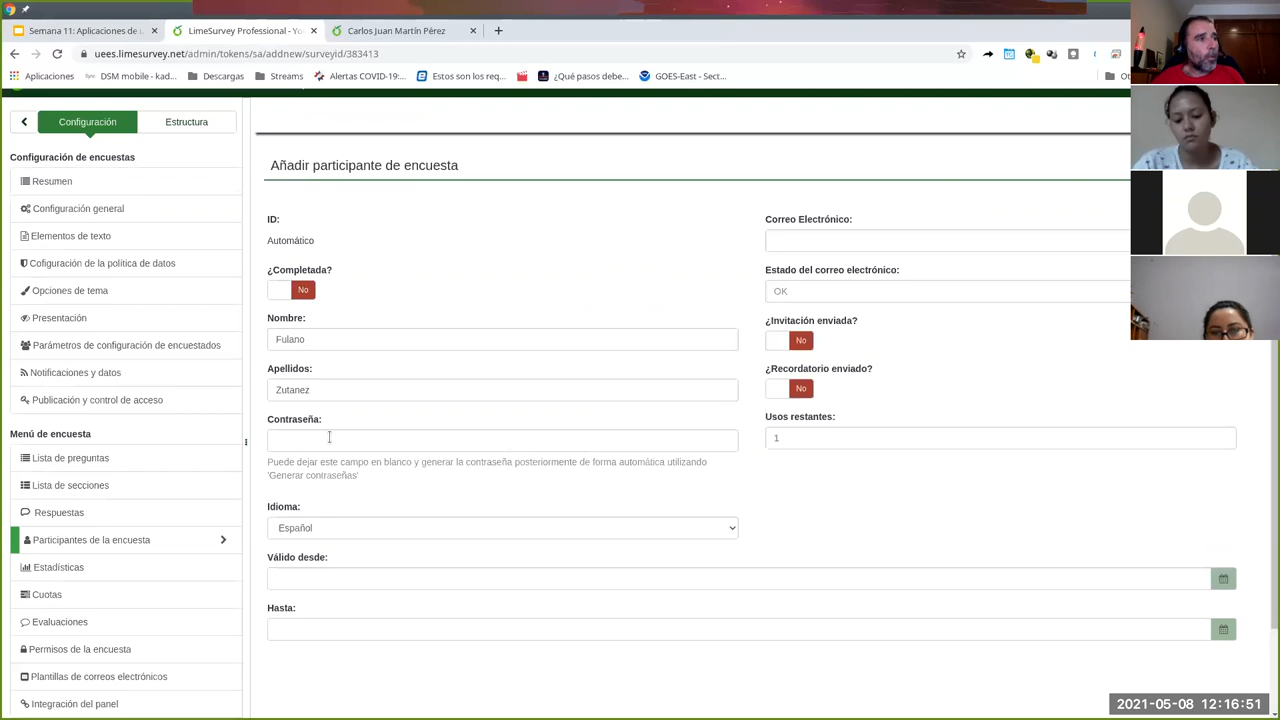 Semana 11: Aplicaciones de u
LimeSurvey Professional - Yo
Carlos Juan Martín Pérez
uees.limesurvey.net/admin/tokens/sa/addnew/surveyid/383413
Aplicaciones
DSM mobile - kad...
Descargas
Streams
Alertas COVID-19:...
Estos son los req...
¿Qué pasos debe...
GOES-East - Sect...
Configuración
Estructura
Configuración de encuestas
Resumen
Configuración general
Elementos de texto
Cofiguración de la política de datos
Opciones de tema
Presentación
Parámetros de configuración de encuestados
Notificaciones y datos
Publicación y control de acceso
Menú de encuesta
Lista de preguntas
Lista de secciones
Respuestas
Participantes de la encuesta
Estadísticas
Cuotas
Evaluaciones
Permisos de la encuesta
Plantillas de correos electrónicos
Integración del panel
Añadir participante de encuesta
ID:
Automático
¿Completada?
No
Nombre:
Fulano
Apellidos:
Zutanez
Contraseña:
Puede dejar este campo en blanco y generar la contraseña posteriormente de forma automática utilizando
'Generar contraseñas'
Idioma:
Español
Válido desde:
Hasta:
Correo Electrónico:
Estado del correo electrónico:
OK
¿Invitación enviada?
No
¿Recordatorio enviado?
No
Usos restantes:
1
2021-05-08 12:16:51